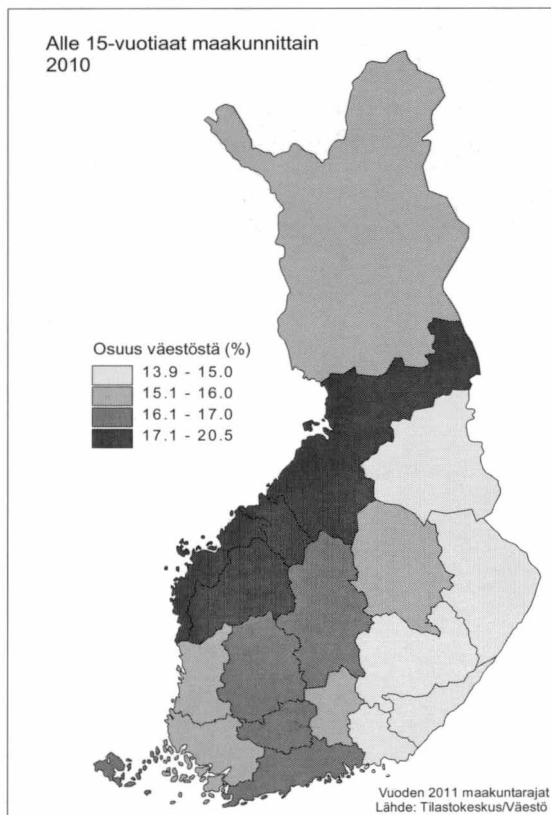 Alle 15-vuotiaat maakunnittain
2010
Osuus väestöstä (%)
13.9 - 15.0
15.1 - 16.0
16.1 - 17.0
17.1 - 20.5
Vuoden 2011 maakuntarajat
Lähde: Tilastokeskus/Väestö